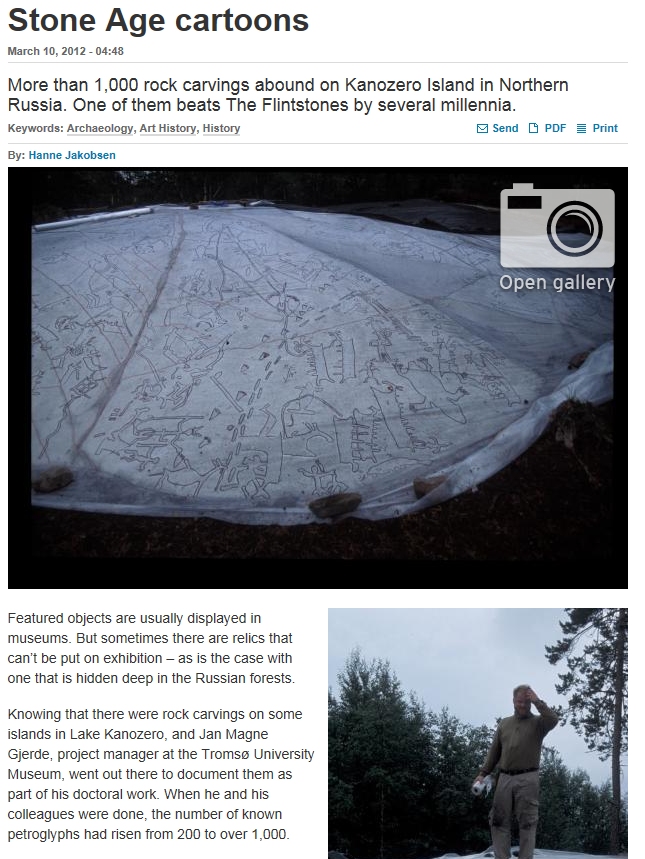 Stone Age cartoons
March 10, 2012 - 04:48
More than 1,000 rock carvings abound on Kanozero Island in Northern
Russia. One of them beats The Flintstones by several millennia.
Keywords: Archaeology, Art History, History
Send PDF Print
By: Hanne Jakobsen
Open gallery
Featured objects are usually displayed in
museums. But sometimes there are relics that
can’t be put on exhibition – as is the case with
one that is hidden deep in the Russian forests.
Knowing that there were rock carvings on some
islands in Lake Kanozero, and Jan Magne
Gjerde, project manager at the Tromsø University
Museum, went out there to document them as
part of his doctoral work. When he and his
colleagues were done, the number of known
petroglyphs had risen from 200 to over 1,000.